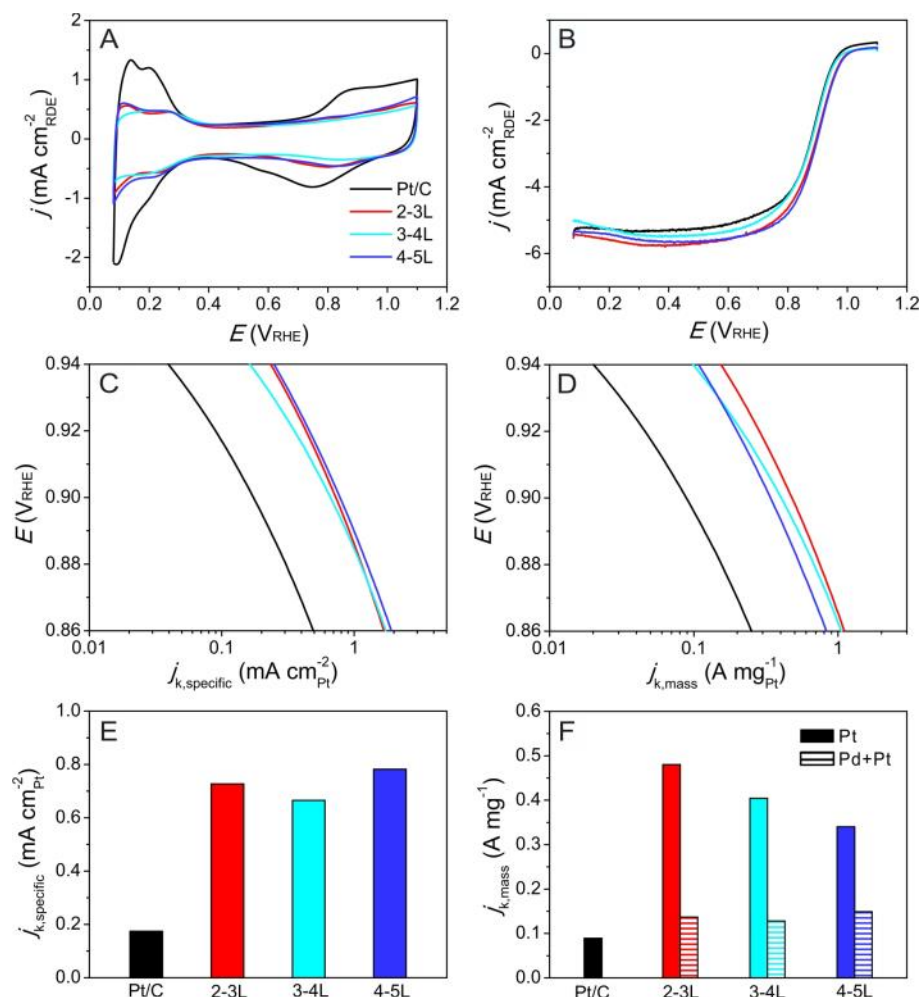 A
j (mA cm⁻²RDE)
2
1
0
-1
-2
0.0 0.2 0.4 0.6 0.8 1.0 1.2
E (VRHE)
Pt/C
2-3L
3-4L
4-5L
B
j (mA cm⁻²RDE)
0
-2
-4
-6
0.0 0.2 0.4 0.6 0.8 1.0 1.2
E (VRHE)
C
E (VRHE)
0.94
0.92
0.90
0.88
0.86
0.01 0.1 1
jk,specific (mA cm⁻²Pt)
D
E (VRHE)
0.94
0.92
0.90
0.88
0.86
0.01 0.1 1
jk,mass (A mg⁻¹Pt)
E
jk,specific (mA cm⁻²Pt)
1.0
0.8
0.6
0.4
0.2
0.0
Pt/C 2-3L 3-4L 4-5L
F
jk,mass (A mg⁻¹)
0.6
0.5
0.4
0.3
0.2
0.1
0.0
Pt
Pd+Pt
Pt/C 2-3L 3-4L 4-5L